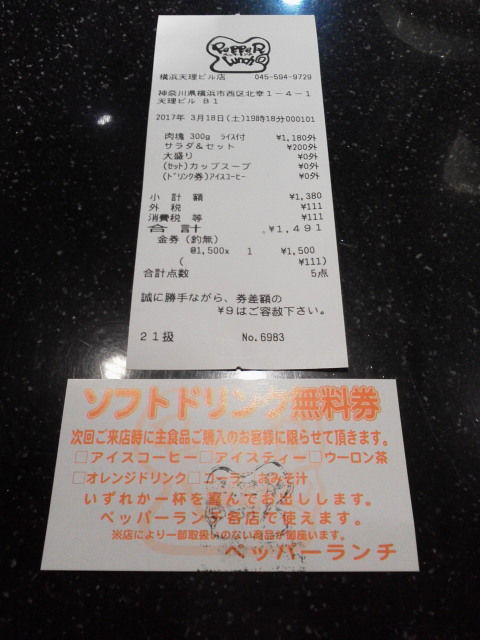 PePPeR
Lunch
横浜天理ビル店 045-594-9729
神奈川県横浜市西区北幸1-4-1
天理ビル B1
2017年 3月18日(土)19時18分000101
肉塊 300g ライス付 ¥1,180外
サラダ&セット ¥200外
大盛り ¥0外
(セット)カップスープ ¥0外
(ドリンク券)アイスコーヒー ¥0外
小計額 ¥1,380
外税 ¥111
消費税等 ¥111
合計 ¥1,491
金券(釣無)
@1,500x 1 ¥1,500
( ¥111)
合計点数 5点
誠に勝手ながら、券差額の
¥9はご容赦下さい。
21扱 No.6983
ソフトドリンク無料券
次回ご来店時に主食品ご購入のお客様に限らせて頂きます。
□アイスコーヒー□アイスティー□ウーロン茶
□オレンジドリンク□コーラ□おみそ汁
いずれか一杯を選んでお出しします。
ペッパーランチ各店で使えます。
※店により一部取扱いのない商品が御座います。
ペッパーランチ